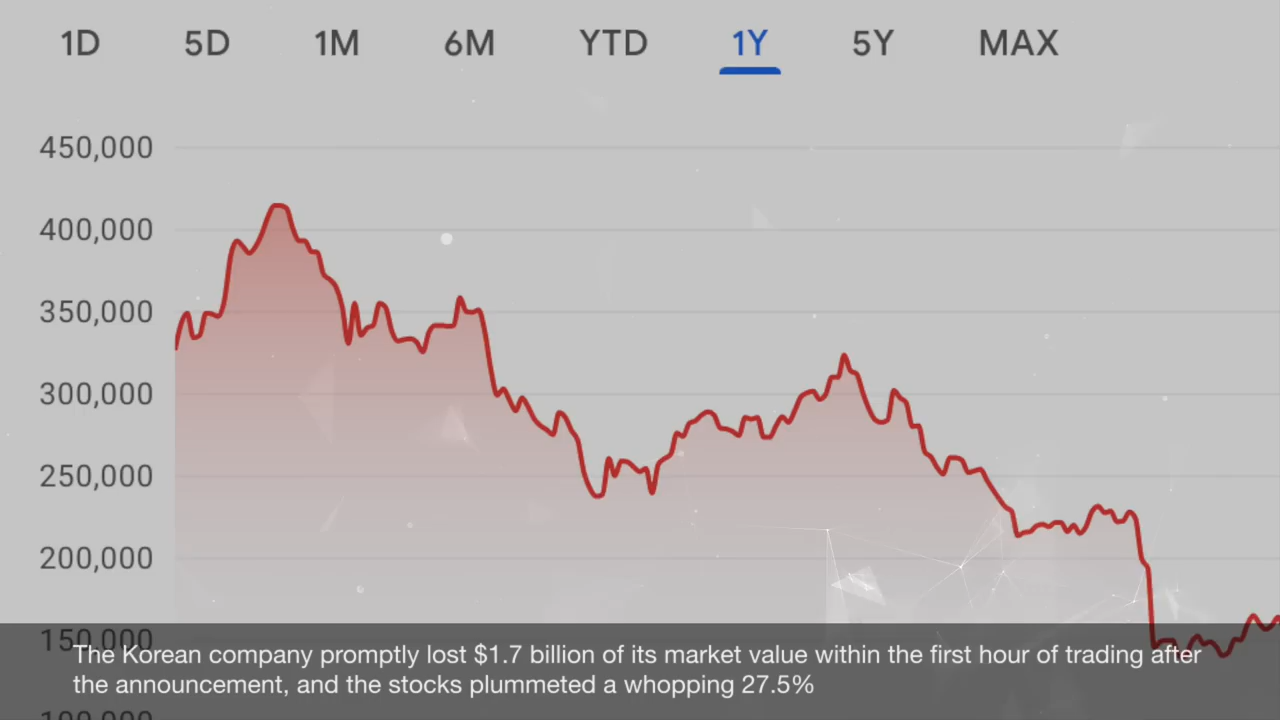 1D 5D 1M 6M YTD 1Y 5Y MAX
450,000
400,000
350,000
300,000
250,000
200,000
150,000
The Korean company promptly lost $1.7 billion of its market value within the first hour of trading after
the announcement, and the stocks plummeted a whopping 27.5%
100,000